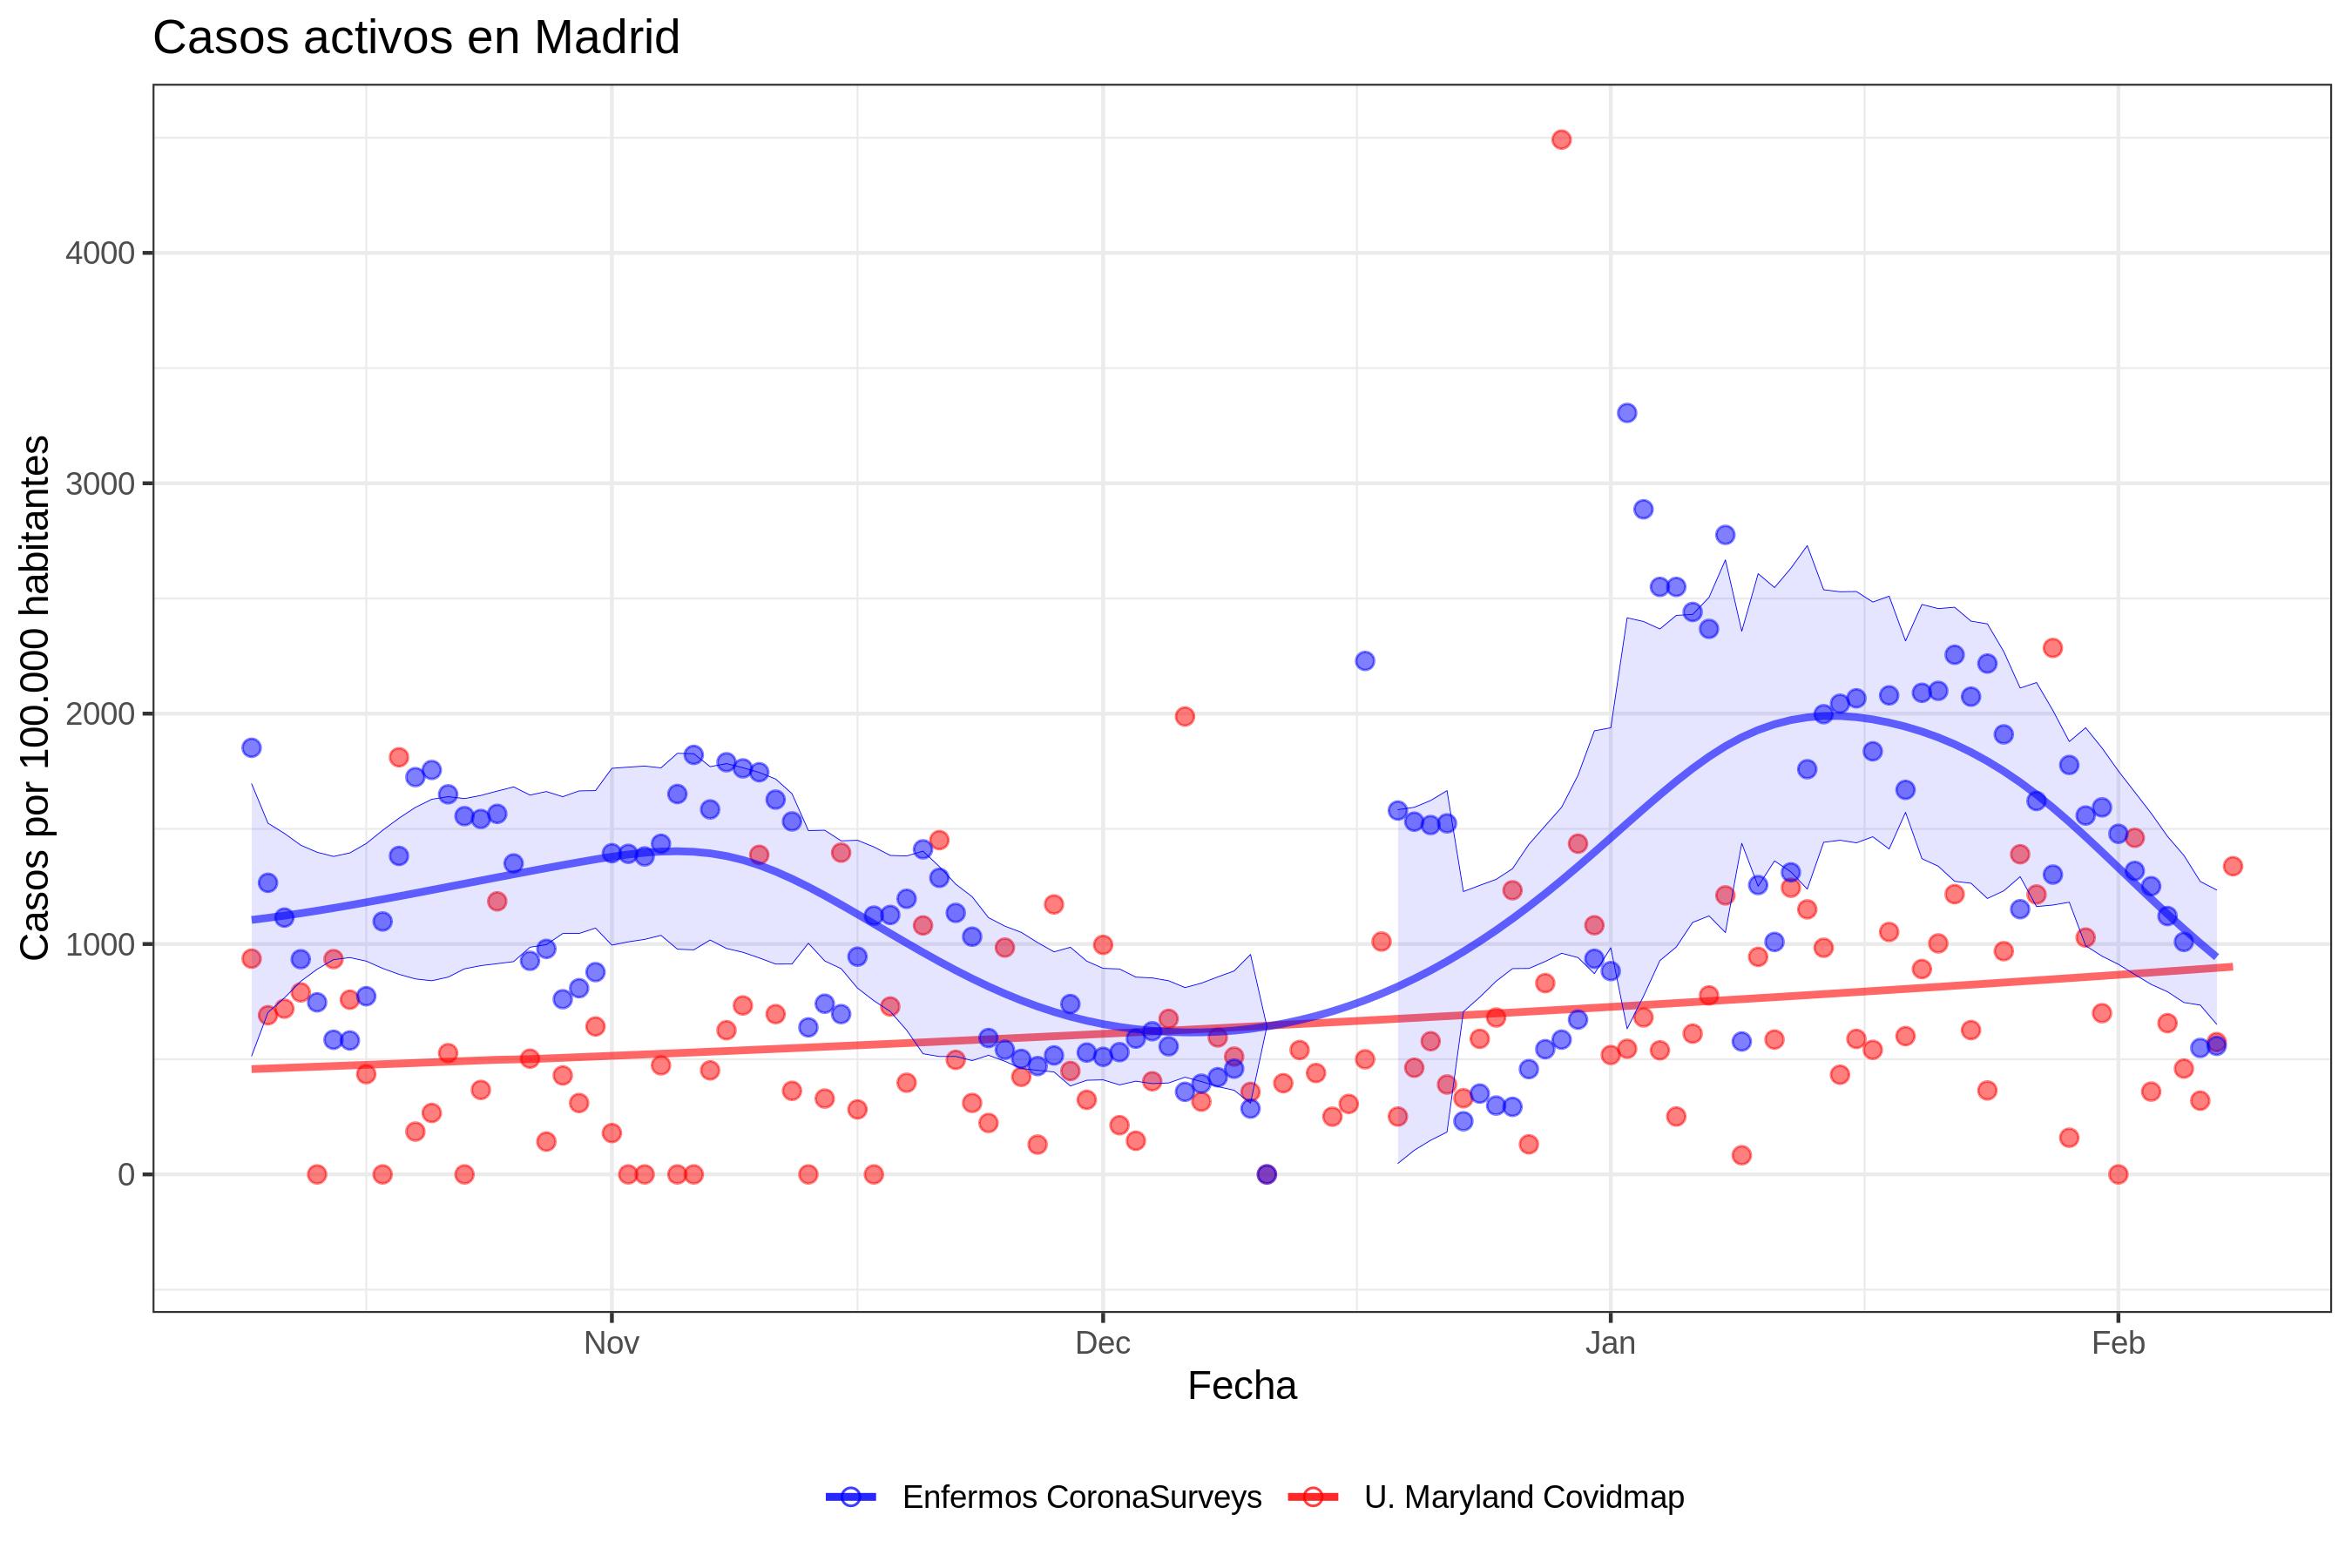 Casos activos en Madrid
Casos por 100.000 habitantes
4000
3000
2000
1000
0
Nov Dec Jan Feb
Fecha
Enfermos CoronaSurveys U. Maryland Covidmap